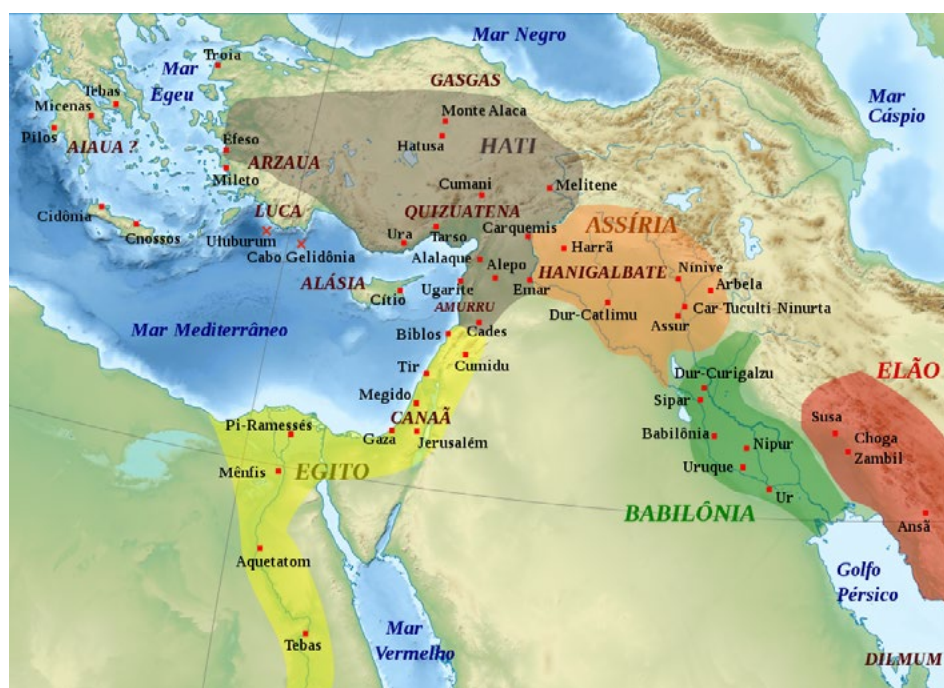 Mar Negro
Troia
Mar
Egeu
GASGAS
Mar
Cáspio
Tebas
Micenas
Monte Alaca
Pilos
AIAUA ?
Efeso
Hatusa
HATI
ARZAUA
Mileto
Cumani
Melitene
Cidônia
LUCA
QUIZUATENA
ASSÍRIA
Cnossos
Uluburum
Ura
Tarso
Carquemis
Harrã
Cabo Gelidônia
Alalaque
Alepo
HANIGALBATE
Ninive
ALÁSIA
Ugarite
Emar
Arbela
Cítio
AMURRU
Dur-Catlimu
Car-Tuculti-Ninurta
Mar Mediterrâneo
Biblos
Cades
Assur
Tir
Cumidu
ELÃO
Dur-Curigalzu
Megido
Sipar
CANAÃ
Susa
Pi-Ramessés
Gaza
Jerusalém
Babilônia
Choga
Zambil
Nipur
Mênfis
EGITO
Uruque
Ur
BABILÔNIA
Ansã
Aquetatom
Golfo
Pérsico
Tebas
Mar
Vermelho
DILMUM